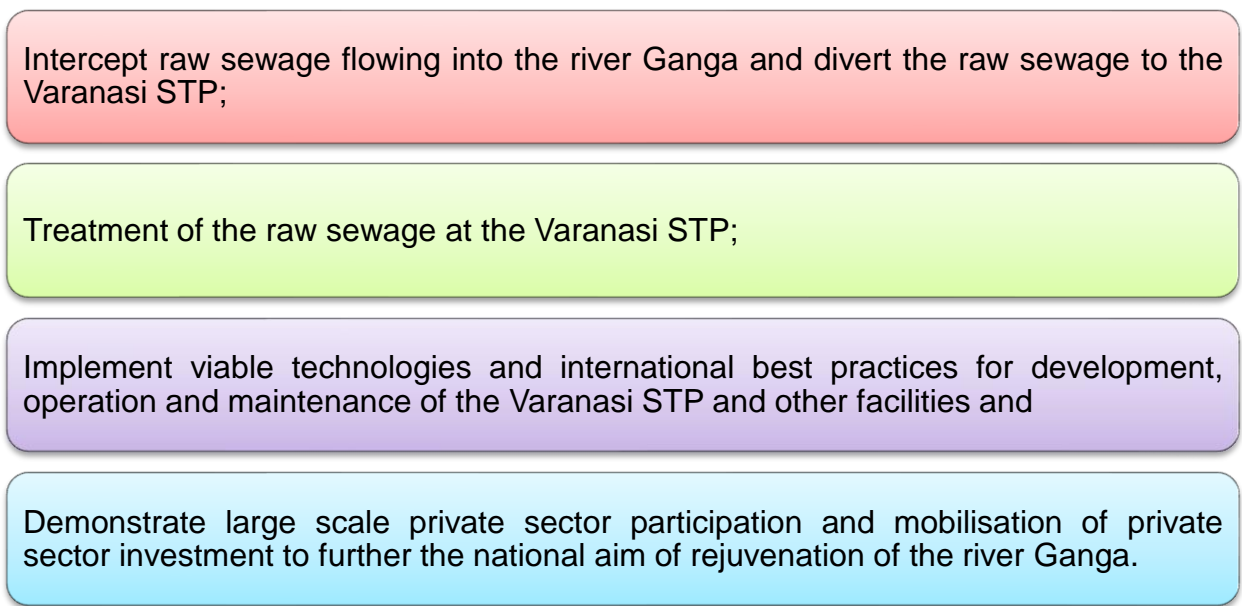 Intercept raw sewage flowing into the river Ganga and divert the raw sewage to the
Varanasi STP;
Treatment of the raw sewage at the Varanasi STP;
Implement viable technologies and international best practices for development,
operation and maintenance of the Varanasi STP and other facilities and
Demonstrate large scale private sector participation and mobilisation of private
sector investment to further the national aim of rejuvenation of the river Ganga.